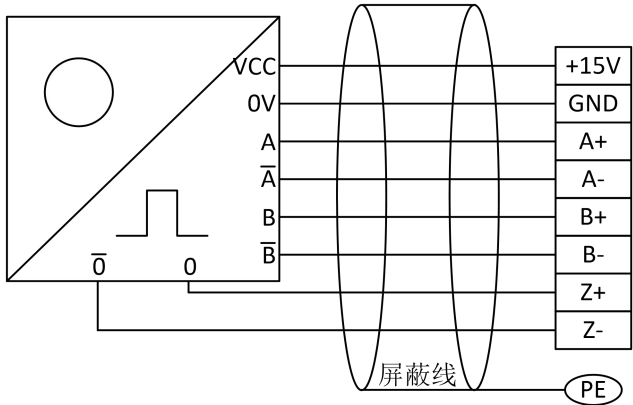 VCC +15V
0V GND
A A+
A̅ A-
B B+
B̅ B-
0̅ 0 Z+
Z-
屏蔽线
PE